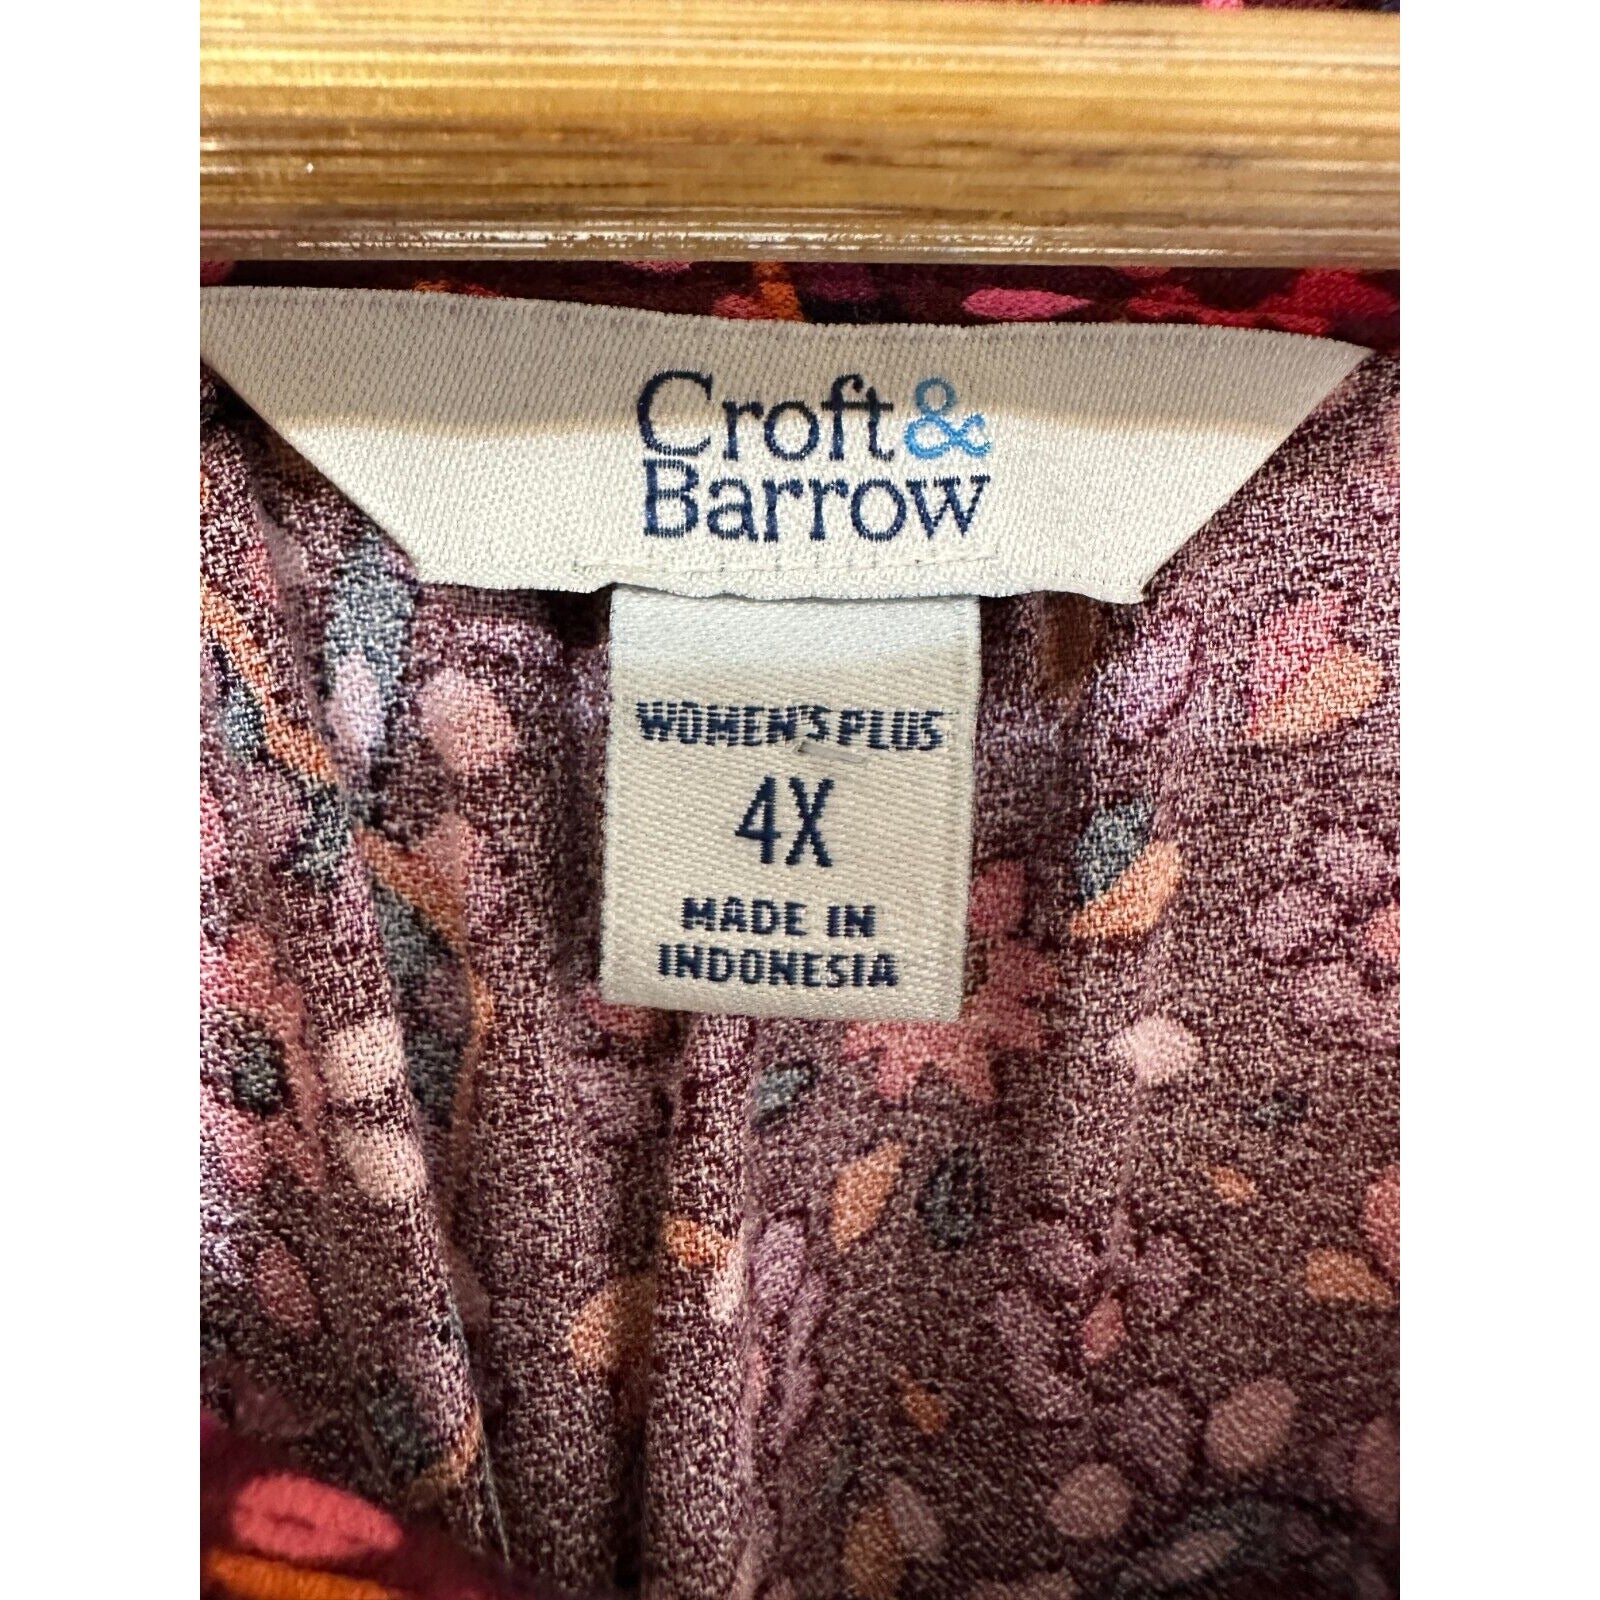 Croft &
Barrow
WOMEN'S PLUS
4X
MADE IN
INDONESIA